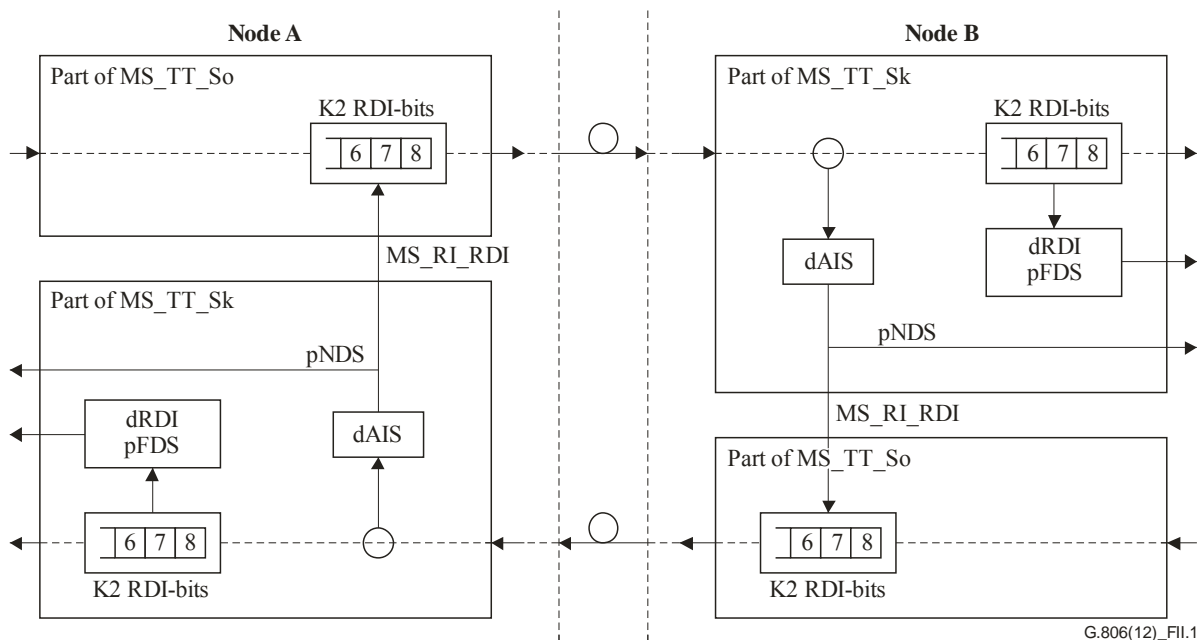 Node A
Part of MS_TT_So
K2 RDI-bits
6 7 8
MS_RI_RDI
Part of MS_TT_Sk
pNDS
dRDI
pFDS
dAIS
6 7 8
K2 RDI-bits
Node B
Part of MS_TT_Sk
K2 RDI-bits
6 7 8
dAIS
dRDI
pFDS
pNDS
MS_RI_RDI
Part of MS_TT_So
6 7 8
K2 RDI-bits
G.806(12)_FII.1